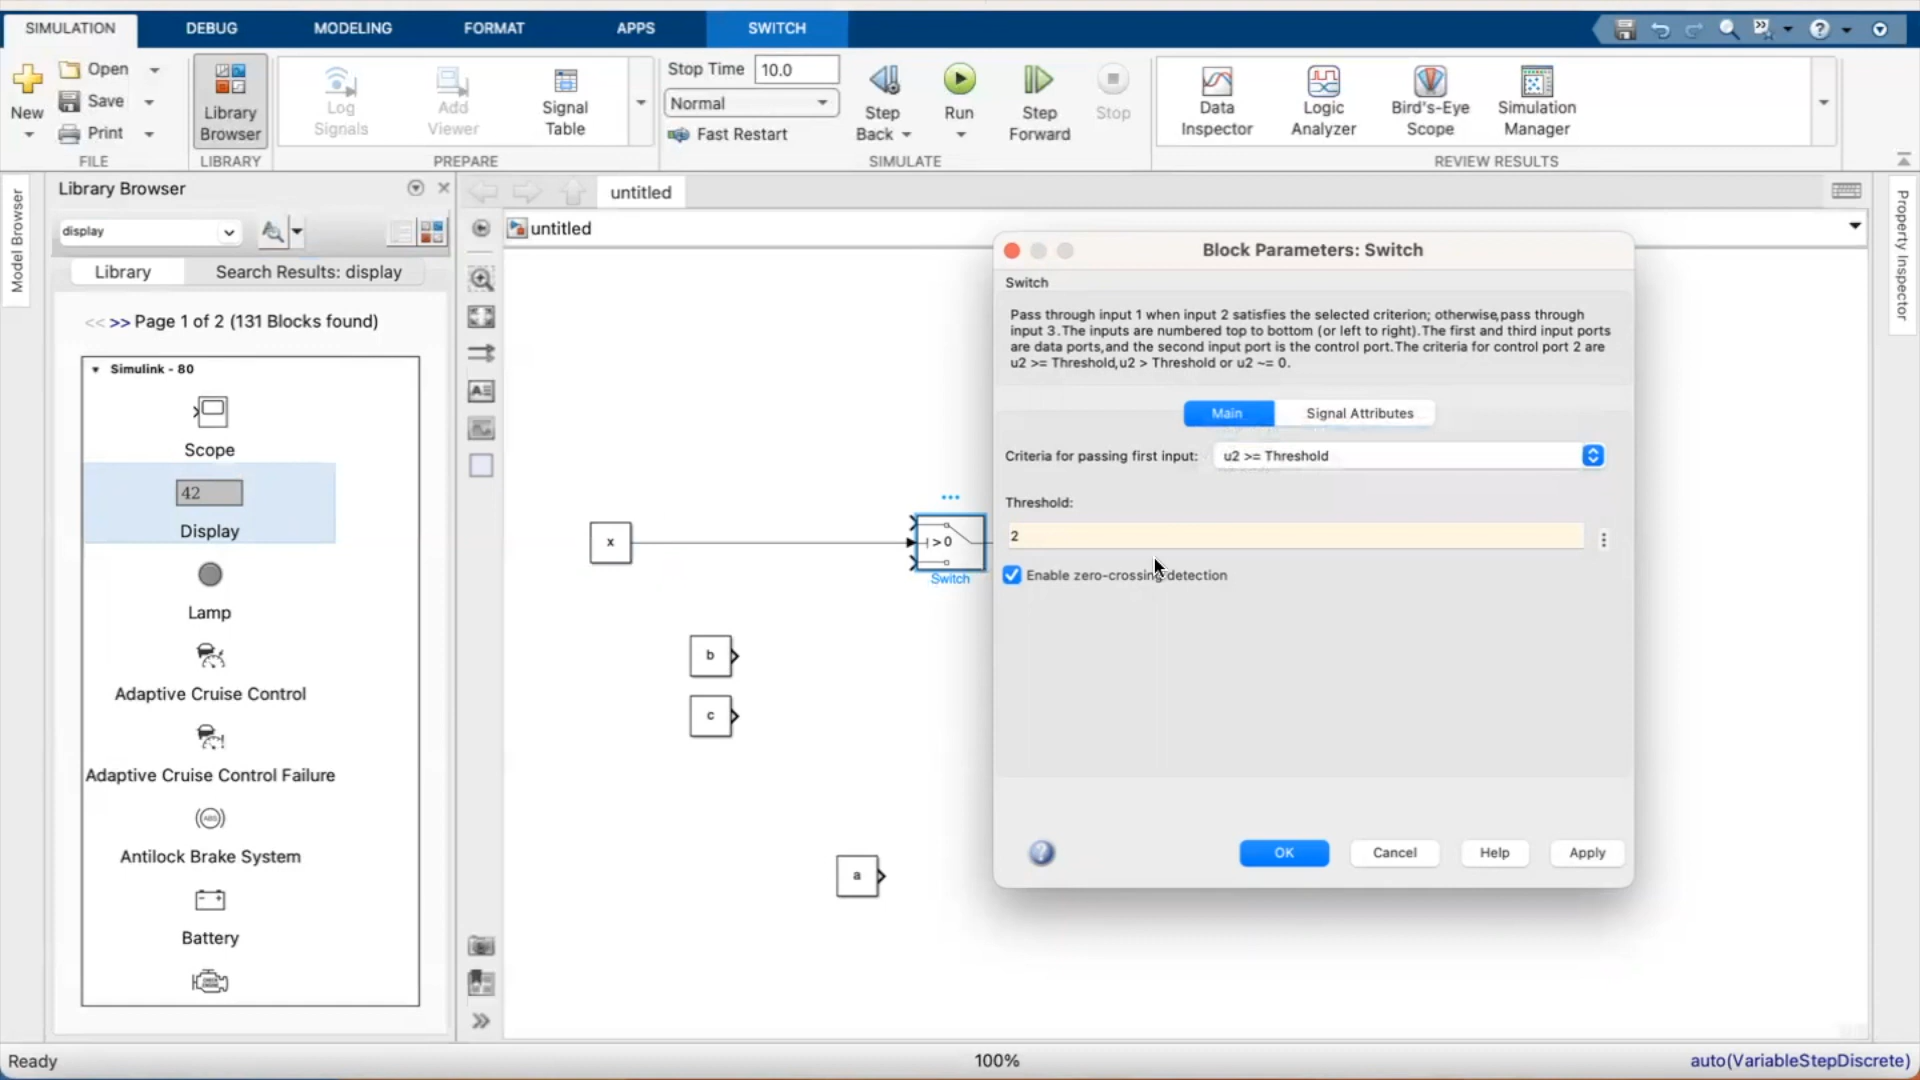 SIMULATION
DEBUG
MODELING
FORMAT
APPS
SWITCH
New
Open
Save
Print
FILE
Library
Browser
LIBRARY
Log
Signals
Add
Viewer
Signal
Table
PREPARE
Stop Time 10.0
Normal
Fast Restart
Step
Back
Run
Step
Forward
Stop
SIMULATE
Data
Inspector
Logic
Analyzer
Bird's-Eye
Scope
Simulation
Manager
REVIEW RESULTS
Model Browser
Library Browser
display
Library
Search Results: display
<< >> Page 1 of 2 (131 Blocks found)
Simulink - 80
Scope
42
Display
Lamp
Adaptive Cruise Control
Adaptive Cruise Control Failure
ABS
Antilock Brake System
Battery
CHECK
ENGINE
untitled
untitled
x
> 0
Switch
b
c
a
Block Parameters: Switch
Switch
Pass through input 1 when input 2 satisfies the selected criterion; otherwise,pass through
input 3.The inputs are numbered top to bottom (or left to right).The first and third input ports
are data ports,and the second input port is the control port.The criteria for control port 2 are
u2 >= Threshold,u2 > Threshold or u2 ~= 0.
Main
Signal Attributes
Criteria for passing first input:
u2 >= Threshold
Threshold:
2
Enable zero-crossing detection
OK
Cancel
Help
Apply
Property Inspector
Ready
100%
auto(VariableStepDiscrete)